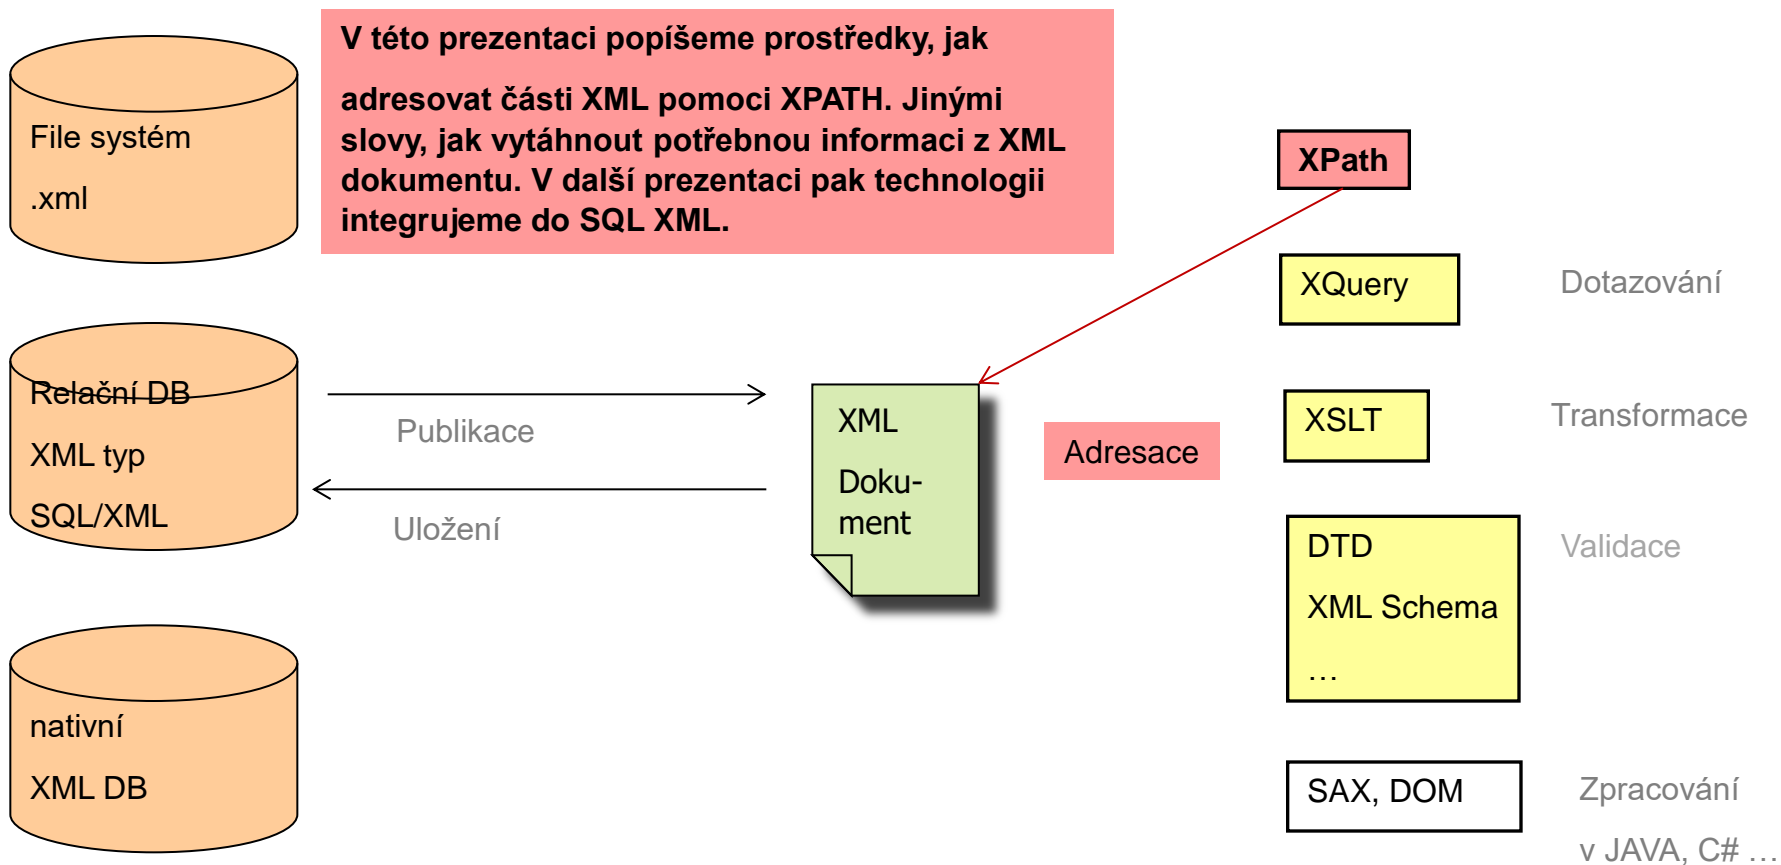 V této prezentaci popíšeme prostředky, jak
adresovat části XML pomoci XPATH. Jinými
slovy, jak vytáhnout potřebnou informaci z XML
dokumentu. V další prezentaci pak technologii
integrujeme do SQL XML.
File systém
.xml
Relační DB
XML typ
SQL/XML
nativní
XML DB
Publikace
Uložení
XML
Doku-
ment
Adresace
XPath
XQuery
Dotazování
XSLT
Transformace
DTD
XML Schema
…
Validace
SAX, DOM
Zpracování
v JAVA, C# …